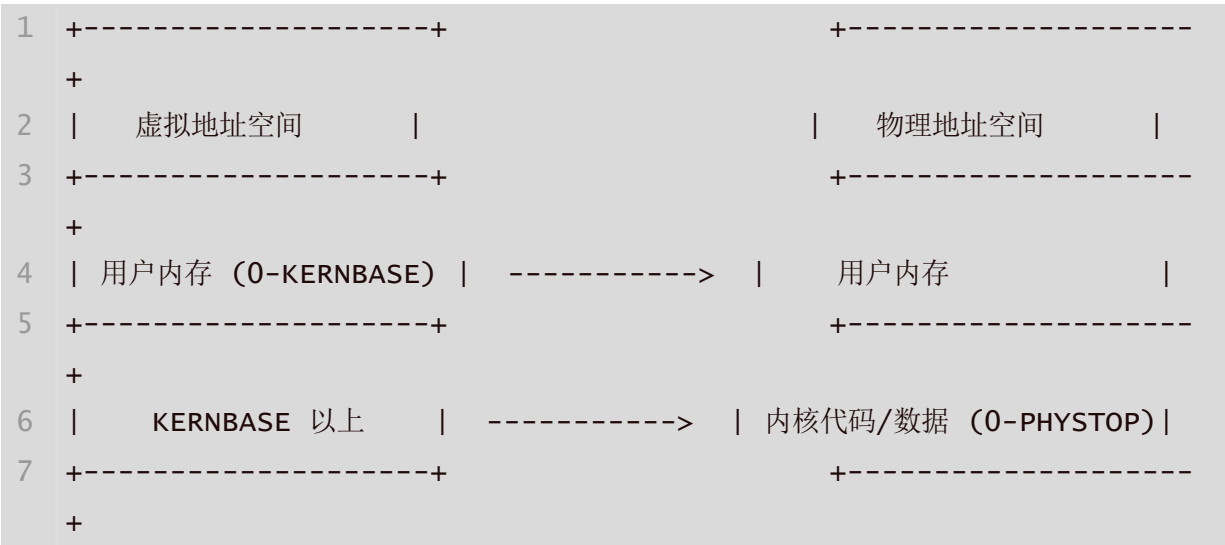 1 +--------------------+ +--------------------
+
2 | 虚拟地址空间 | | 物理地址空间 |
3 +--------------------+ +--------------------
+
4 | 用户内存 (0-KERNBASE) | -----------> | 用户内存 |
5 +--------------------+ +--------------------
+
6 | KERNBASE 以上 | -----------> | 内核代码/数据 (0-PHYSTOP)|
7 +--------------------+ +--------------------
+